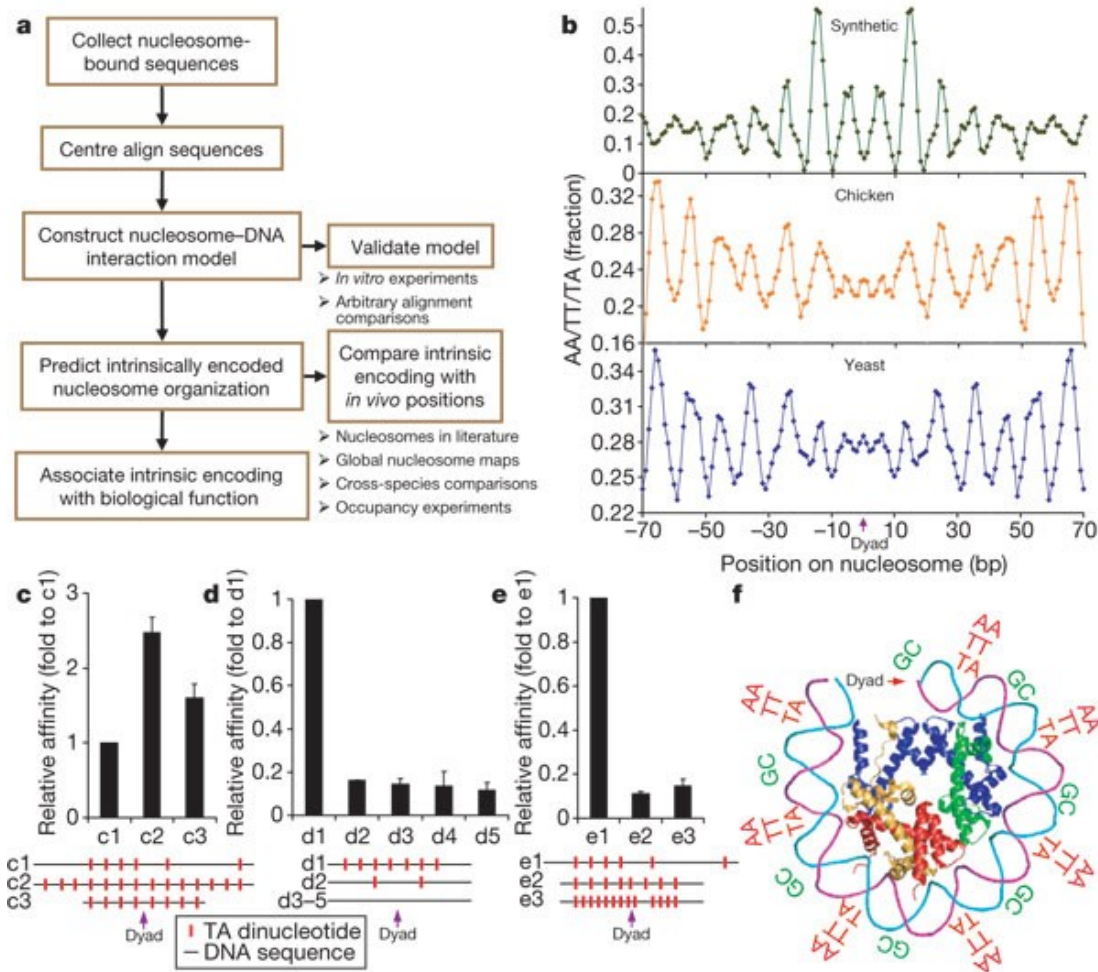 a
Collect nucleosome-
bound sequences
Centre align sequences
Construct nucleosome–DNA
interaction model
Validate model
➤ In vitro experiments
➤ Arbitrary alignment
comparisons
Predict intrinsically encoded
nucleosome organization
Compare intrinsic
encoding with
in vivo positions
➤ Nucleosomes in literature
➤ Global nucleosome maps
➤ Cross-species comparisons
➤ Occupancy experiments
Associate intrinsic encoding
with biological function
b
AA/TT/TA (fraction)
Synthetic
0.5
0.4
0.3
0.2
0.1
0
Chicken
0.32
0.28
0.24
0.2
0.16
Yeast
0.34
0.31
0.28
0.25
0.22
−70 −50 −30 −10 10 30 50 70
Dyad
Position on nucleosome (bp)
c
Relative affinity (fold to c1)
3
2
1
0
c1 c2 c3
c1
c2
c3
Dyad
d
Relative affinity (fold to d1)
1
0.8
0.6
0.4
0.2
0
d1 d2 d3 d4 d5
d1
d2
d3–5
Dyad
TA dinucleotide
DNA sequence
e
Relative affinity (fold to e1)
1
0.8
0.6
0.4
0.2
0
e1 e2 e3
e1
e2
e3
Dyad
f
Dyad
GC
AA
TT
TA
GC
AA
TT
TA
GC
AA
TT
TA
GC
AA
TT
TA
GC
AA
TT
TA
GC
AA
TT
TA
GC
AA
TT
TA
GC